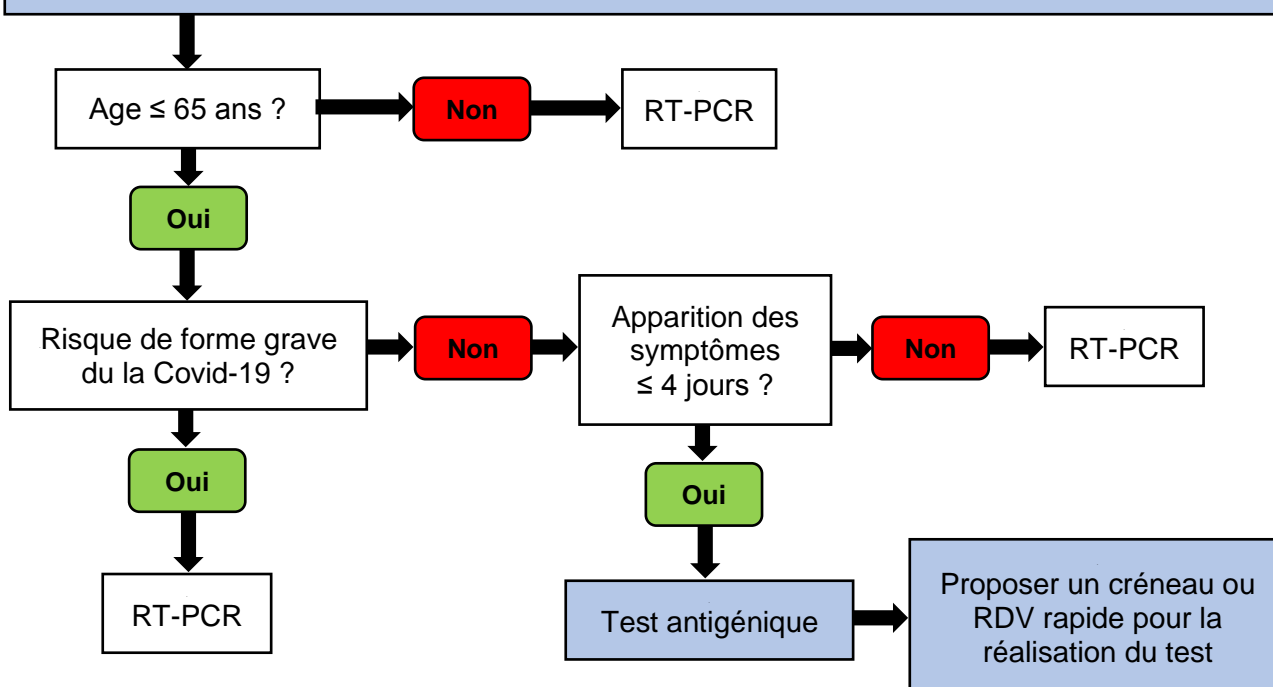 Age ≤ 65 ans ?
Non
RT-PCR
Oui
Risque de forme grave
du la Covid-19 ?
Non
Apparition des
symptômes
≤ 4 jours ?
Non
RT-PCR
Oui
Oui
RT-PCR
Test antigénique
Proposer un créneau ou
RDV rapide pour la
réalisation du test